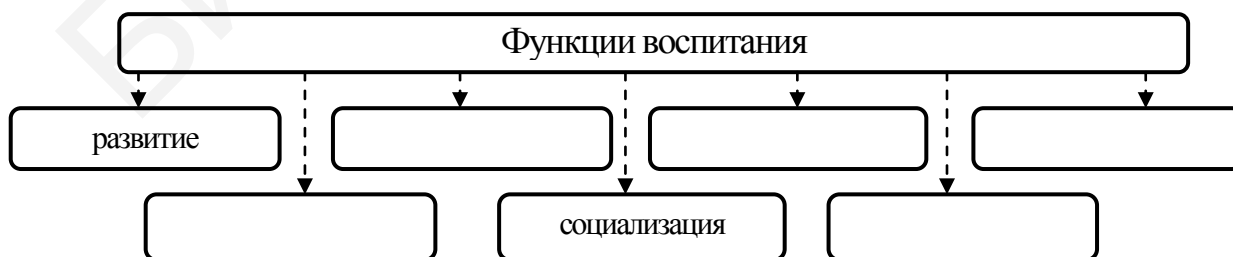 Функции воспитания
развитие
социализация